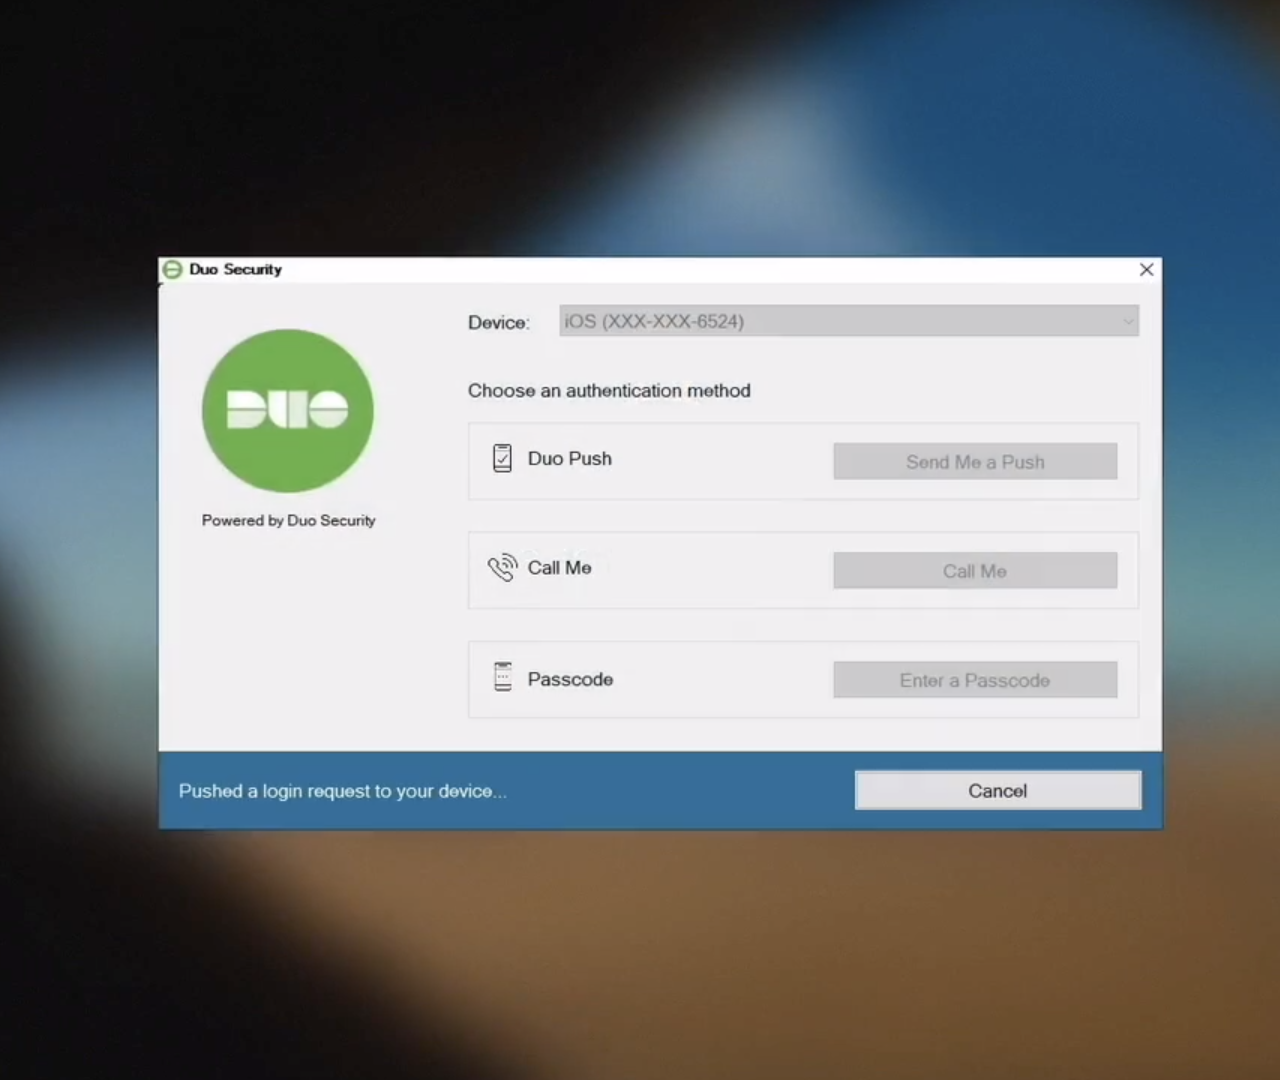 Duo Security
Device:
iOS (XXX-XXX-6524)
DUO
Powered by Duo Security
Choose an authentication method
Duo Push
Send Me a Push
Call Me
Call Me
Passcode
Enter a Passcode
Pushed a login request to your device...
Cancel